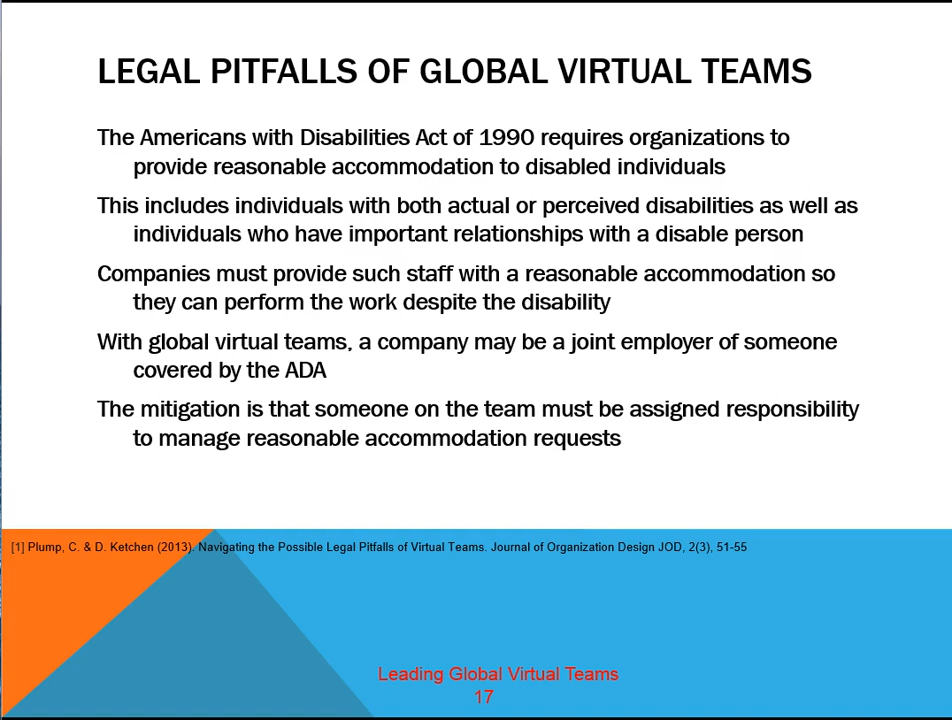 LEGAL PITFALLS OF GLOBAL VIRTUAL TEAMS
The Americans with Disabilities Act of 1990 requires organizations to
provide reasonable accommodation to disabled individuals
This includes individuals with both actual or perceived disabilities as well as
individuals who have important relationships with a disable person
Companies must provide such staff with a reasonable accommodation so
they can perform the work despite the disability
With global virtual teams, a company may be a joint employer of someone
covered by the ADA
The mitigation is that someone on the team must be assigned responsibility
to manage reasonable accommodation requests
[1] Plump, C. & D. Ketchen (2013). Navigating the Possible Legal Pitfalls of Virtual Teams. Journal of Organization Design JOD, 2(3), 51-55
Leading Global Virtual Teams
17